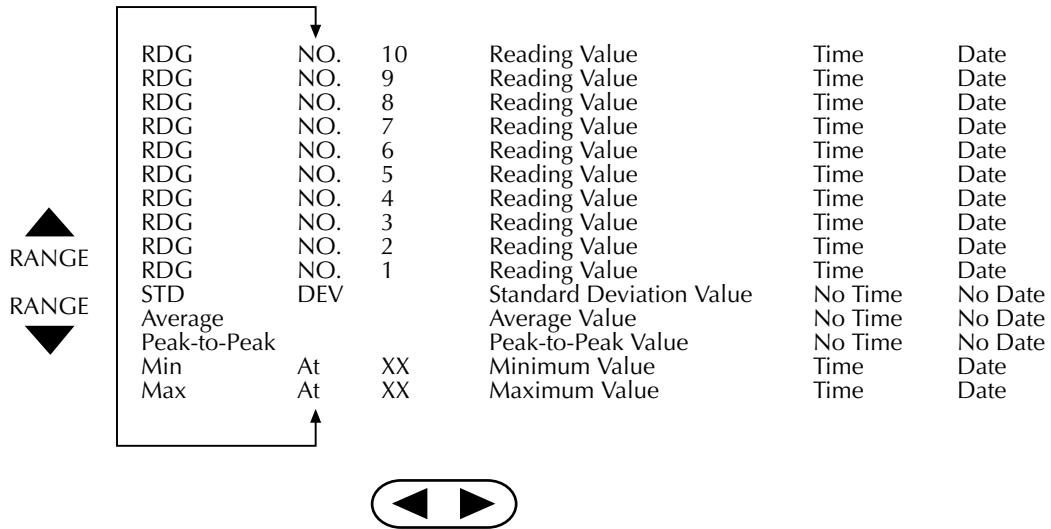 RDG NO. 10 Reading Value Time Date
RDG NO. 9 Reading Value Time Date
RDG NO. 8 Reading Value Time Date
RDG NO. 7 Reading Value Time Date
RDG NO. 6 Reading Value Time Date
RDG NO. 5 Reading Value Time Date
RDG NO. 4 Reading Value Time Date
RDG NO. 3 Reading Value Time Date
RDG NO. 2 Reading Value Time Date
RANGE
RDG NO. 1 Reading Value Time Date
STD DEV Standard Deviation Value No Time No Date
RANGE
Average Average Value No Time No Date
Peak-to-Peak Peak-to-Peak Value No Time No Date
Min At XX Minimum Value Time Date
Max At XX Maximum Value Time Date